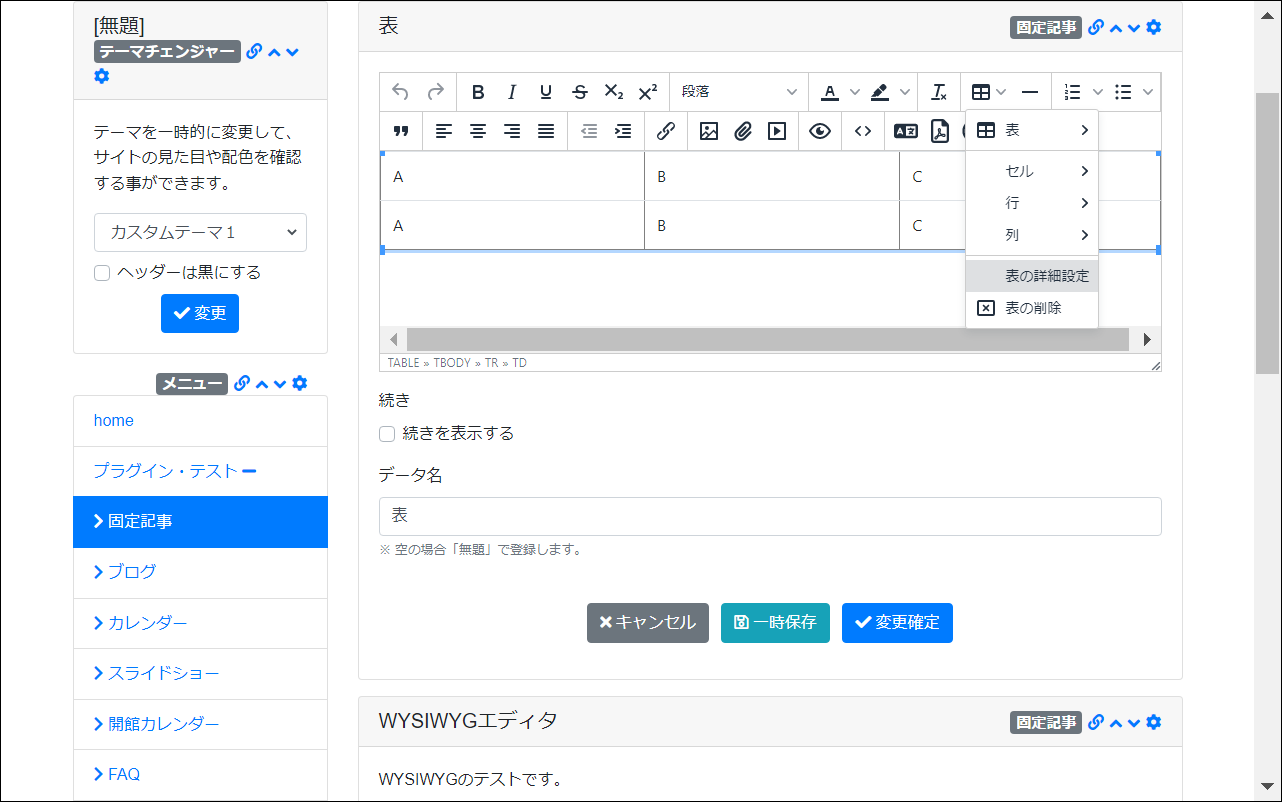 [無題]
テーマチェンジャー
テーマを一時的に変更して、
サイトの見た目や配色を確認
する事ができます。
カスタムテーマ１
ヘッダーは黒にする
変更
メニュー
home
プラグイン・テスト
固定記事
ブログ
カレンダー
スライドショー
開館カレンダー
FAQ
表
固定記事
段落
表
セル
行
列
表の詳細設定
表の削除
A B C
A B C
TABLE » TBODY » TR » TD
続き
続きを表示する
データ名
表
※ 空の場合「無題」で登録します。
キャンセル 一時保存 変更確定
WYSIWYGエディタ
固定記事
WYSIWYGのテストです。